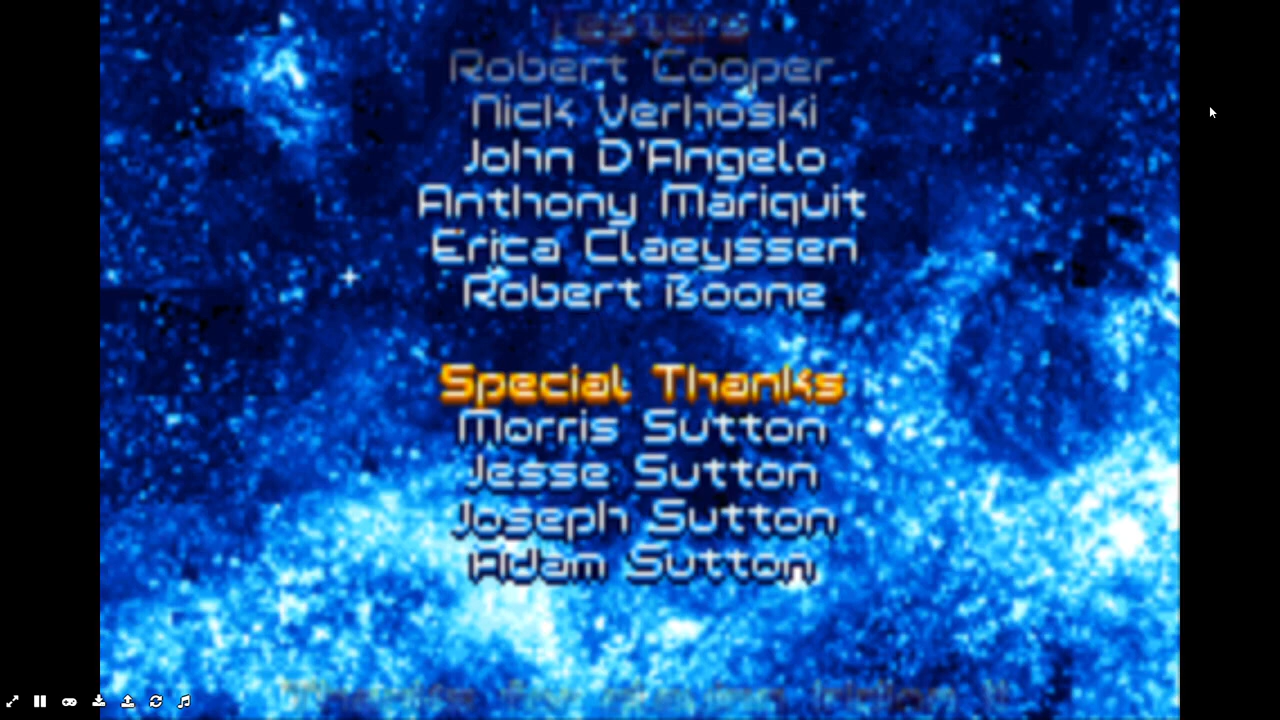 Testers
Robert Cooper
Nick Verhoski
John D'Angelo
Anthony Mariquit
Erica Claeyssen
Robert Boone
Special Thanks
Morris Sutton
Jesse Sutton
Joseph Sutton
Adam Sutton